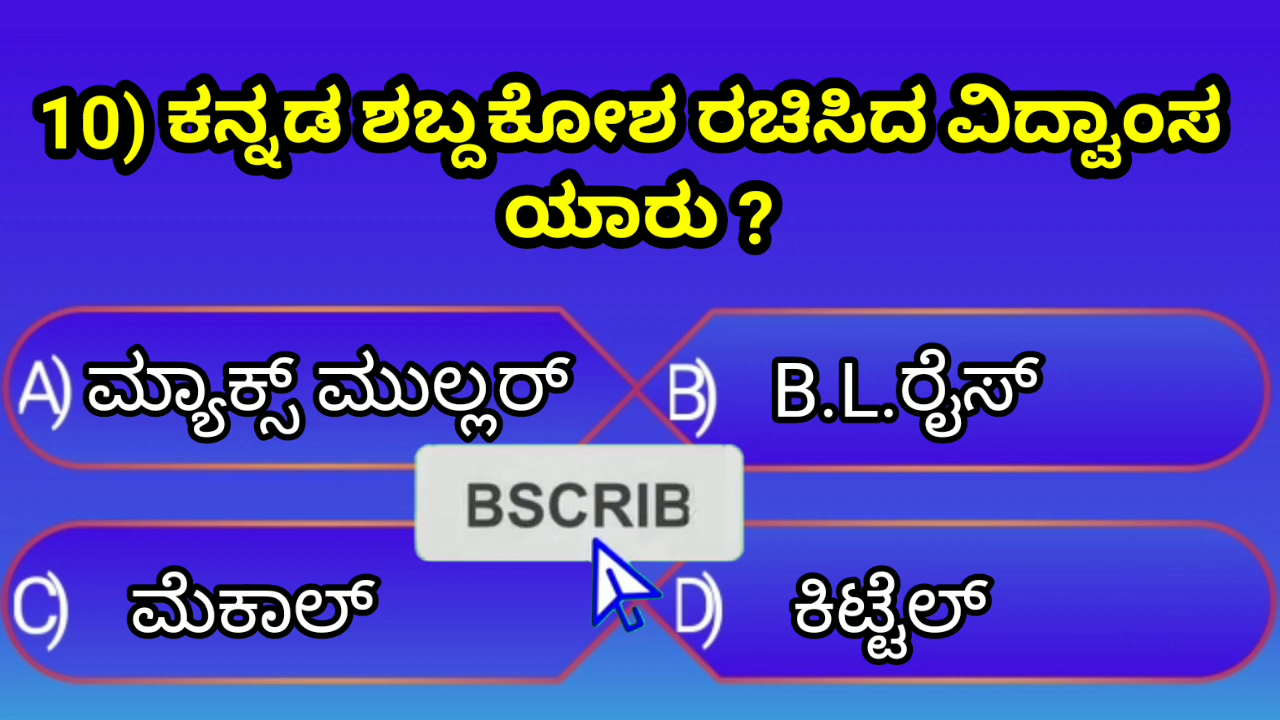 10) ಕನ್ನಡ ಶಬ್ದಕೋಶ ರಚಿಸಿದ ವಿದ್ವಾಂಸ
ಯಾರು ?
A) ಮ್ಯಾಕ್ಸ್ ಮುಲ್ಲರ್
B) B.L.ರೈಸ್
BSCRIB
C) ಮೆಕಾಲ್
D) ಕಿಟ್ಟೆಲ್